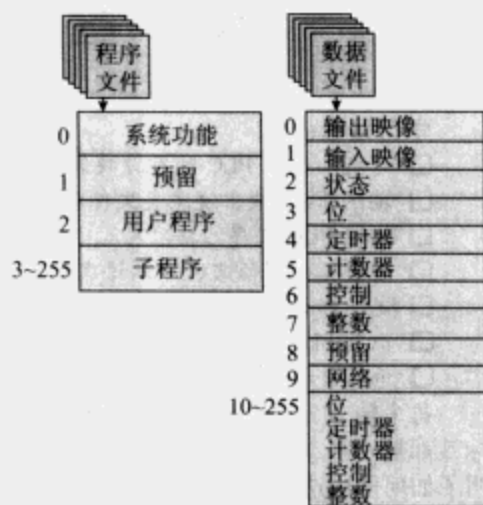 程序
文件
0 系统功能
1 预留
2 用户程序
3~255 子程序
数据
文件
0 输出映像
1 输入映像
2 状态
3 位
4 定时器
5 计数器
6 控制
7 整数
8 预留
9 网络
10~255 位
定时器
计数器
控制
整数